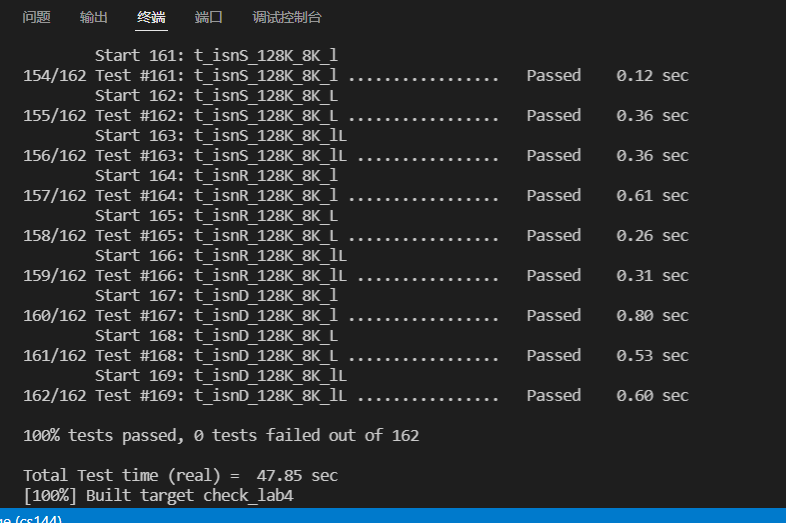 问题 输出 终端 端口 调试控制台
Start 161: t_isnS_128K_8K_l
154/162 Test #161: t_isnS_128K_8K_l ................. Passed 0.12 sec
Start 162: t_isnS_128K_8K_L
155/162 Test #162: t_isnS_128K_8K_L ................. Passed 0.36 sec
Start 163: t_isnS_128K_8K_lL
156/162 Test #163: t_isnS_128K_8K_lL ................ Passed 0.36 sec
Start 164: t_isnR_128K_8K_l
157/162 Test #164: t_isnR_128K_8K_l ................. Passed 0.61 sec
Start 165: t_isnR_128K_8K_L
158/162 Test #165: t_isnR_128K_8K_L ................. Passed 0.26 sec
Start 166: t_isnR_128K_8K_lL
159/162 Test #166: t_isnR_128K_8K_lL ................ Passed 0.31 sec
Start 167: t_isnD_128K_8K_l
160/162 Test #167: t_isnD_128K_8K_l ................. Passed 0.80 sec
Start 168: t_isnD_128K_8K_L
161/162 Test #168: t_isnD_128K_8K_L ................. Passed 0.53 sec
Start 169: t_isnD_128K_8K_lL
162/162 Test #169: t_isnD_128K_8K_lL ................ Passed 0.60 sec
100% tests passed, 0 tests failed out of 162
Total Test time (real) = 47.85 sec
[100%] Built target check_lab4
(cs144)